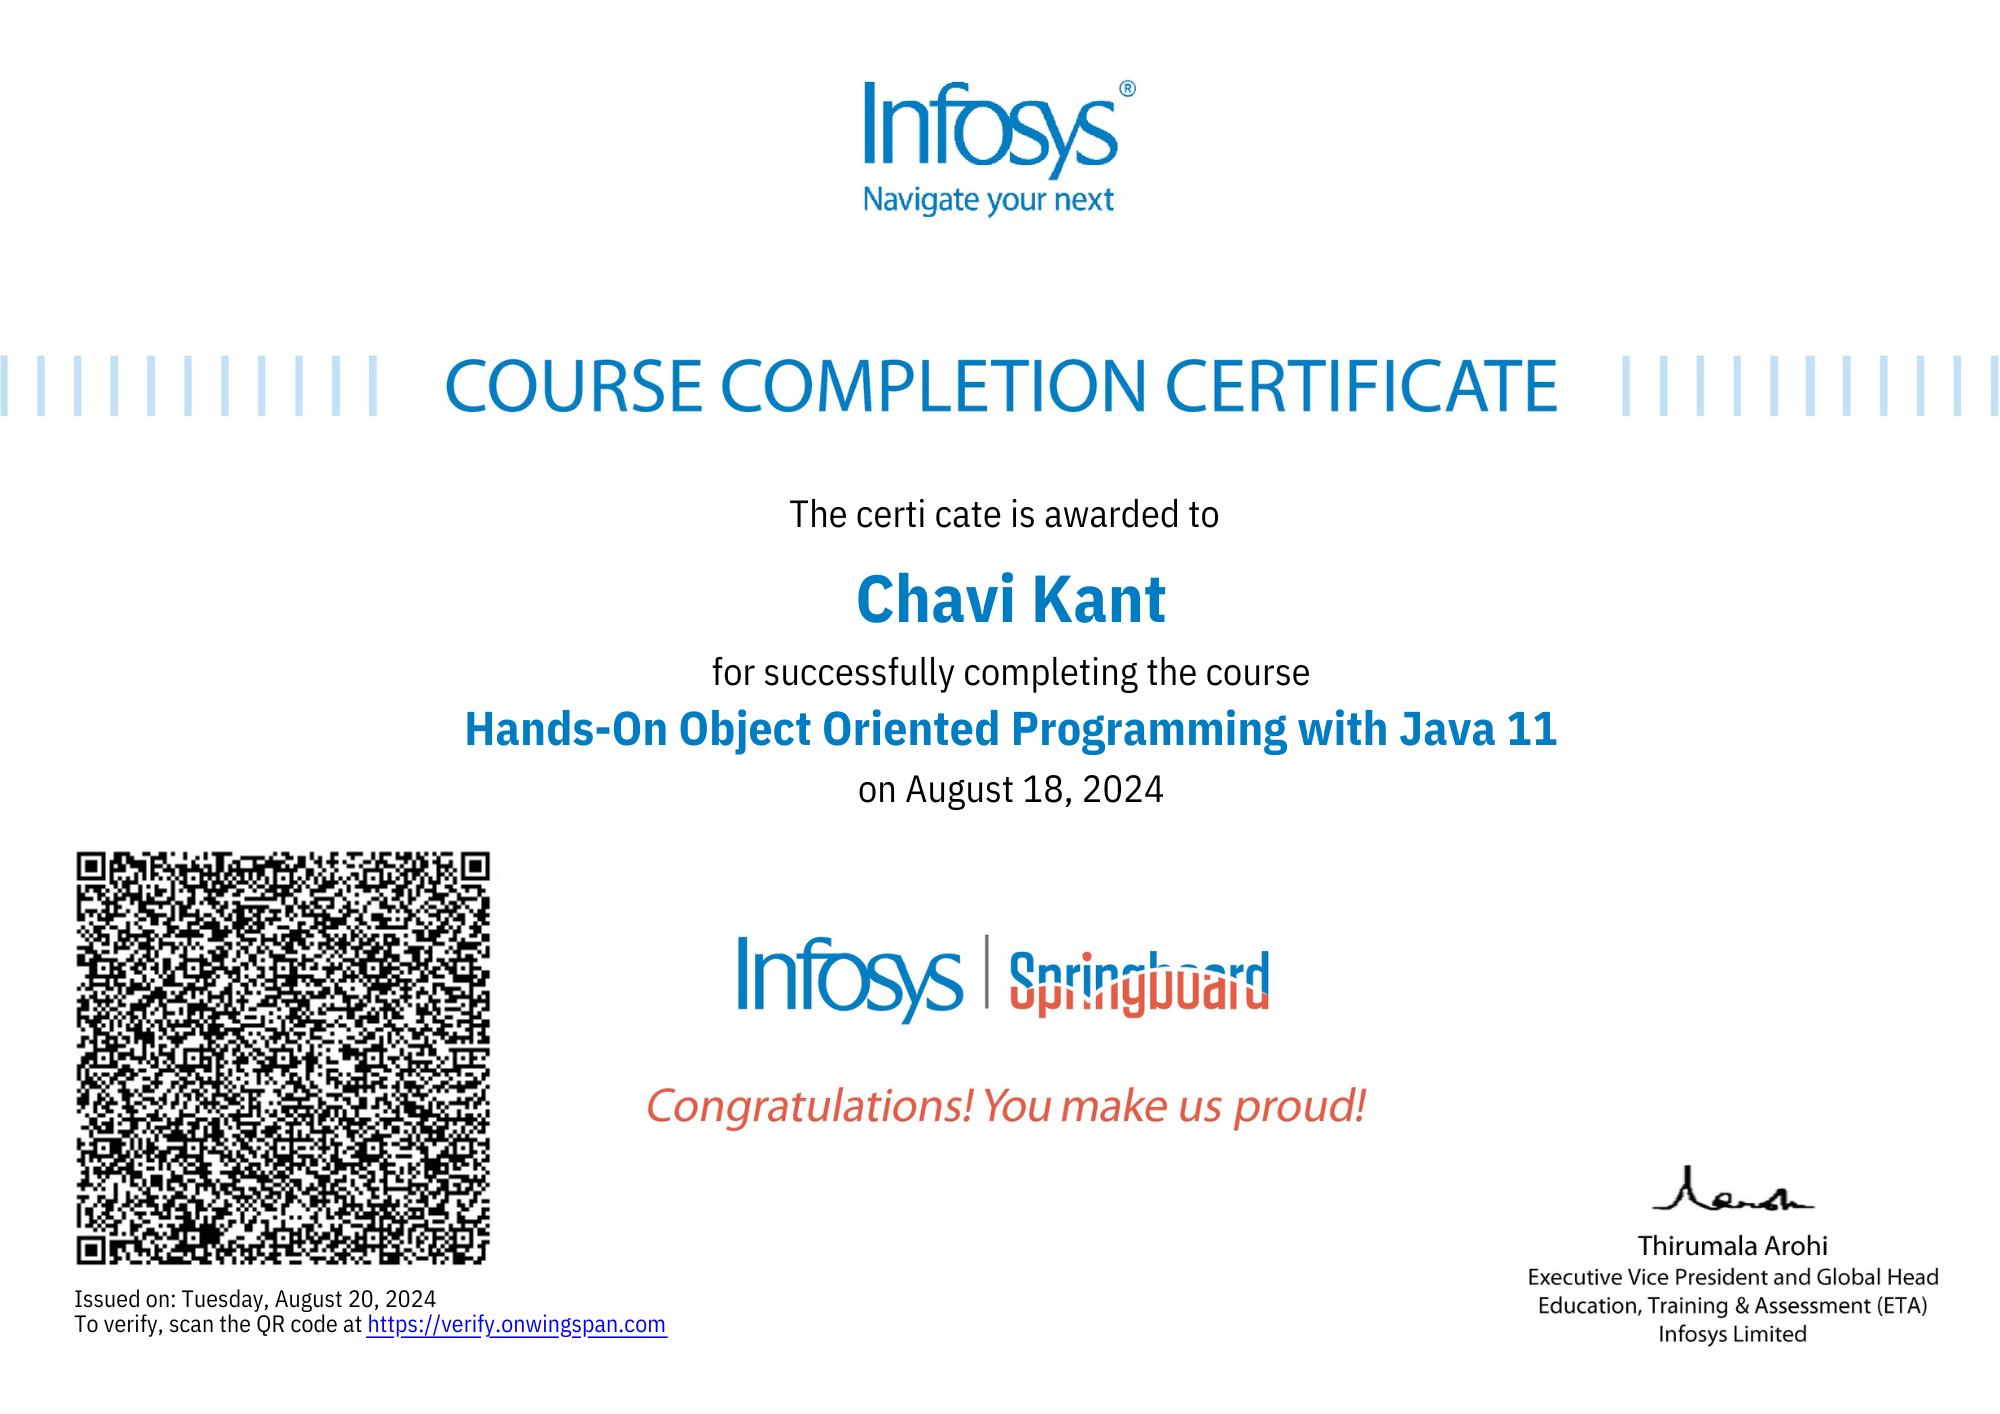 Infosys®
Navigate your next
COURSE COMPLETION CERTIFICATE
The certi cate is awarded to
Chavi Kant
for successfully completing the course
Hands-On Object Oriented Programming with Java 11
on August 18, 2024
Infosys | Springboard
Congratulations! You make us proud!
Issued on: Tuesday, August 20, 2024
To verify, scan the QR code at https://verify.onwingspan.com
Thirumala Arohi
Executive Vice President and Global Head
Education, Training & Assessment (ETA)
Infosys Limited